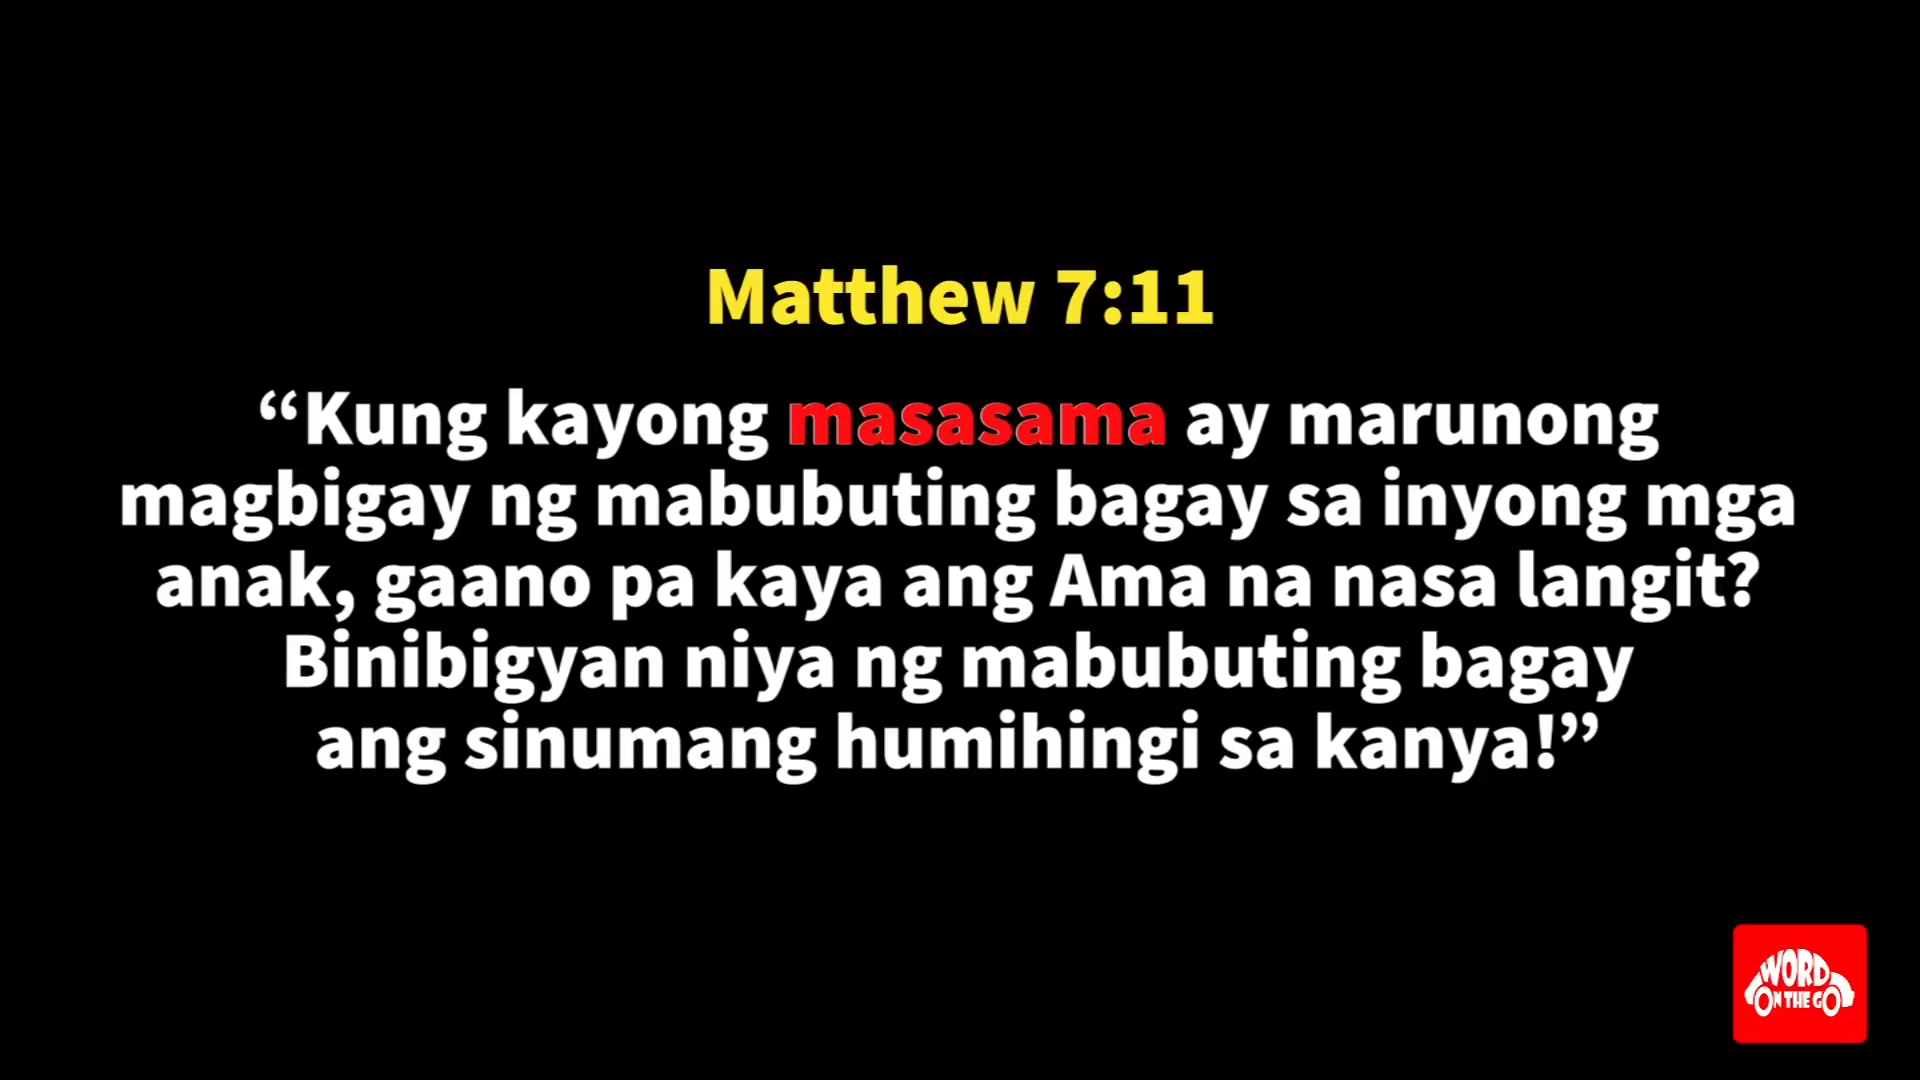 Matthew 7:11
“Kung kayong masasama ay marunong
magbigay ng mabubuting bagay sa inyong mga
anak, gaano pa kaya ang Ama na nasa langit?
Binibigyan niya ng mabubuting bagay
ang sinumang humihingi sa kanya!”
WORD
ON THE GO